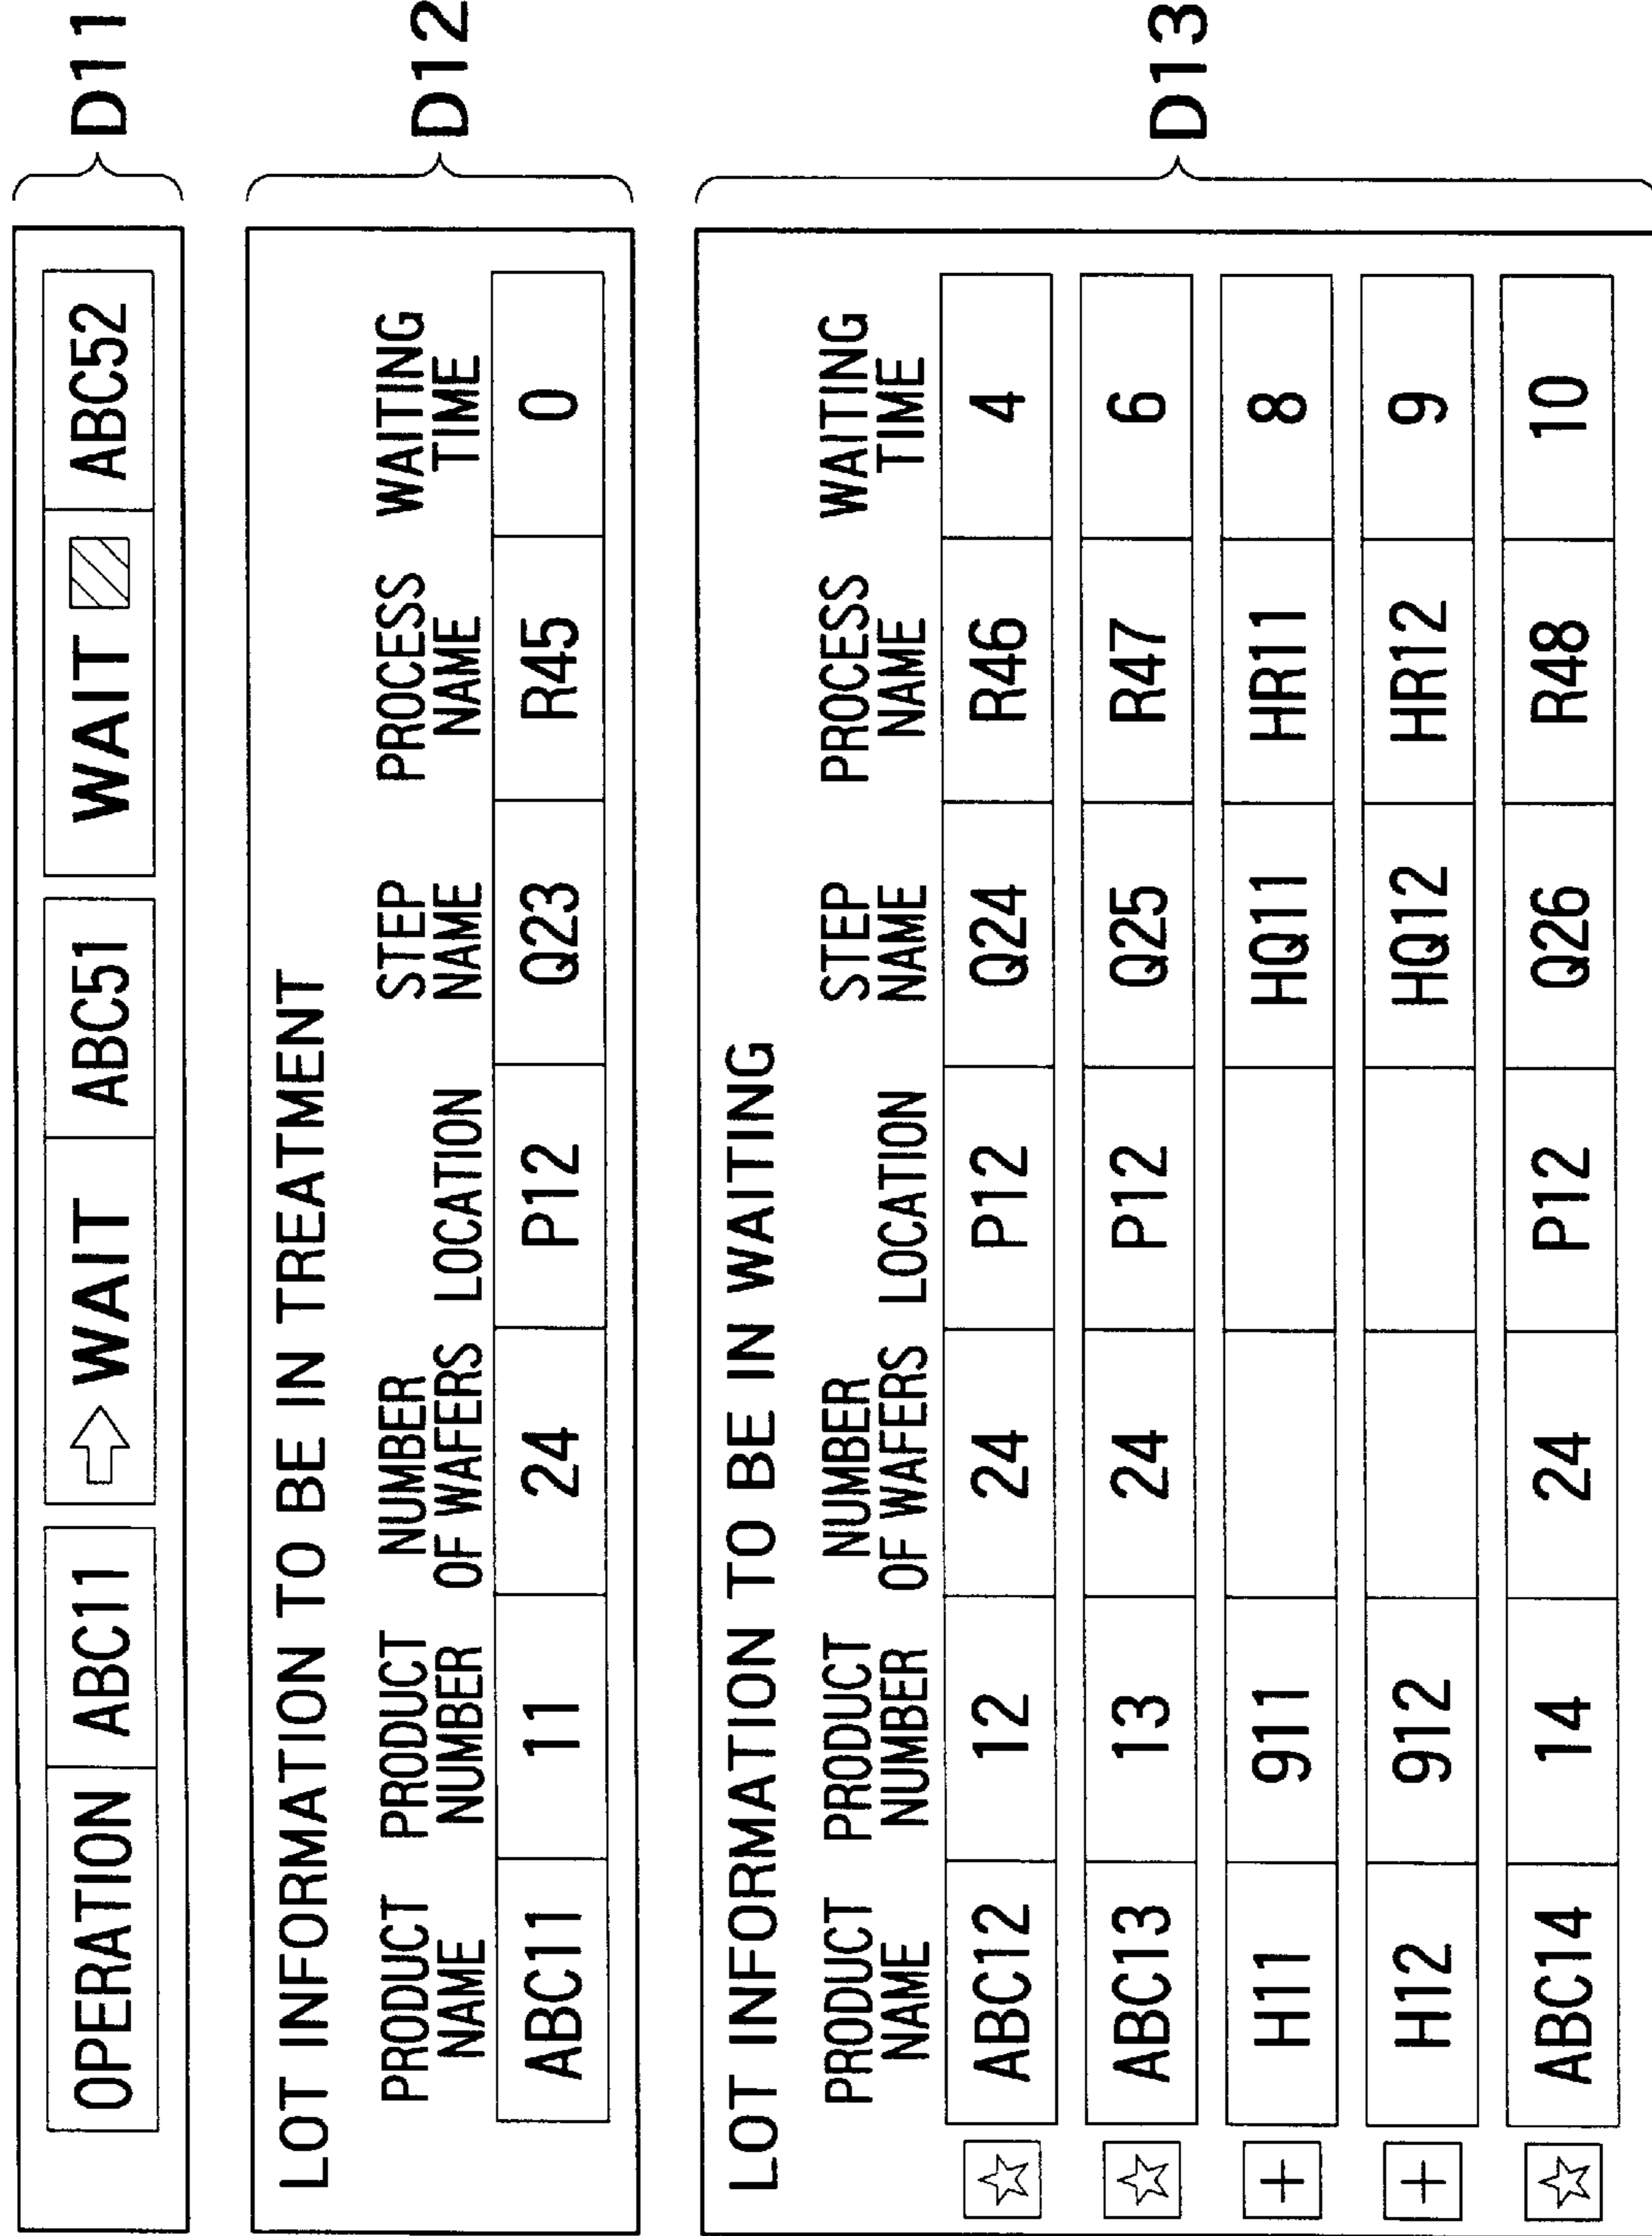 OPERATION ABC11 WAIT ABC51 WAIT ABC52 D11
LOT INFORMATION TO BE IN TREATMENT D12
PRODUCT PRODUCT NUMBER STEP PROCESS WAITING
NAME NUMBER OF WAFERS LOCATION NAME NAME TIME
ABC11 11 24 P12 Q23 R45 0
LOT INFORMATION TO BE IN WAITING D13
PRODUCT PRODUCT NUMBER STEP PROCESS WAITING
NAME NUMBER OF WAFERS LOCATION NAME NAME TIME
ABC12 12 24 P12 Q24 R46 4
ABC13 13 24 P12 Q25 R47 6
HI11 911 HQ11 HR11 8
HI12 912 HQ12 HR12 9
ABC14 14 24 P12 Q26 R48 10